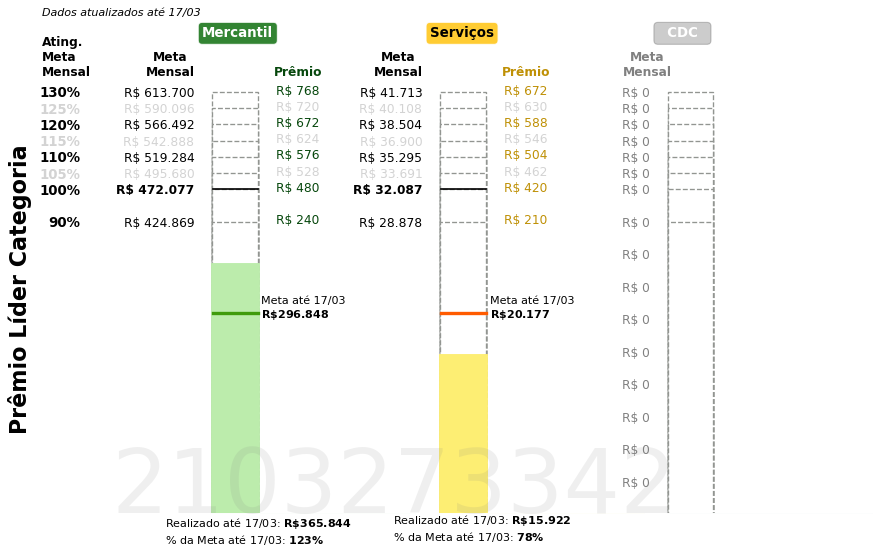 Dados atualizados até 17/03
Mercantil Serviços CDC
Ating. Meta Mensal
Meta Mensal Prêmio Meta Mensal Prêmio Meta Mensal
130% R$ 613.700 R$ 768 R$ 41.713 R$ 672 R$ 0
125% R$ 590.096 R$ 720 R$ 40.108 R$ 630 R$ 0
120% R$ 566.492 R$ 672 R$ 38.504 R$ 588 R$ 0
115% R$ 542.888 R$ 624 R$ 36.900 R$ 546 R$ 0
110% R$ 519.284 R$ 576 R$ 35.295 R$ 504 R$ 0
105% R$ 495.680 R$ 528 R$ 33.691 R$ 462 R$ 0
100% R$ 472.077 R$ 480 R$ 32.087 R$ 420 R$ 0
90% R$ 424.869 R$ 240 R$ 28.878 R$ 210 R$ 0
R$ 0
R$ 0
Meta até 17/03 Meta até 17/03
R$296.848 R$20.177 R$ 0
R$ 0
R$ 0
R$ 0
R$ 0
R$ 0
Prêmio Líder Categoria
2103273342
Realizado até 17/03: R$365.844 Realizado até 17/03: R$15.922
% da Meta até 17/03: 123% % da Meta até 17/03: 78%